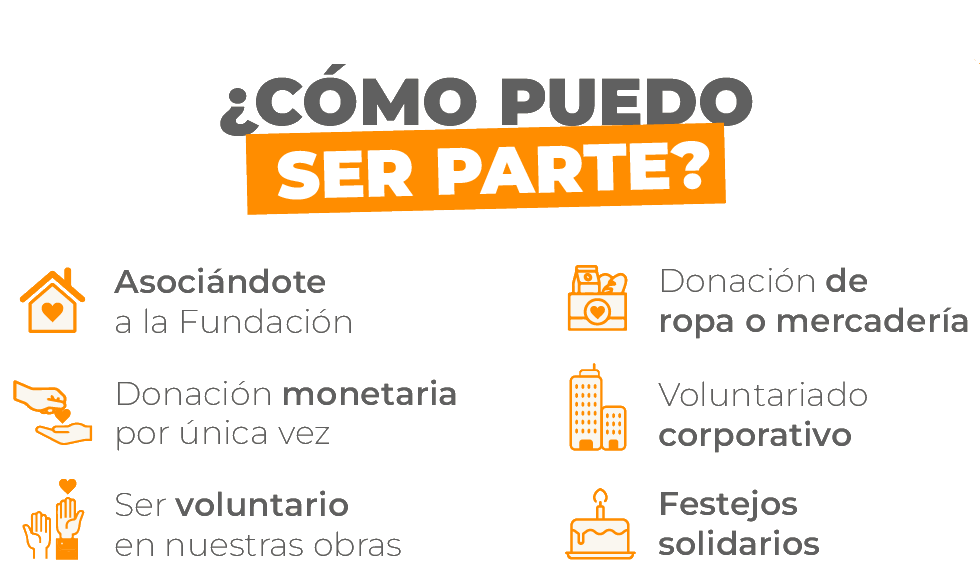 ¿CÓMO PUEDO
SER PARTE?
Asociándote
a la Fundación
Donación monetaria
por única vez
Ser voluntario
en nuestras obras
Donación de
ropa o mercadería
Voluntariado
corporativo
Festejos
solidarios